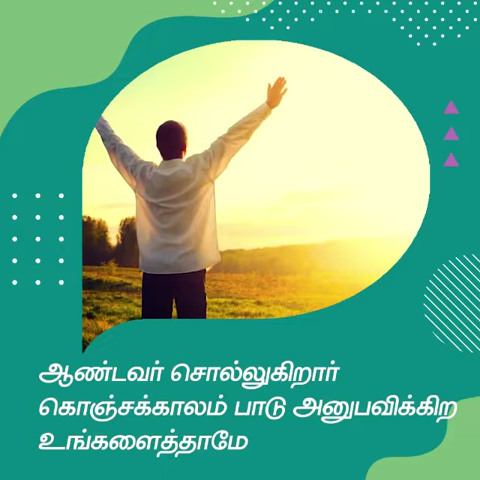 ஆண்டவர் சொல்லுகிறார்
கொஞ்சக்காலம் பாடு அனுபவிக்கிற
உங்களைத்தாமே